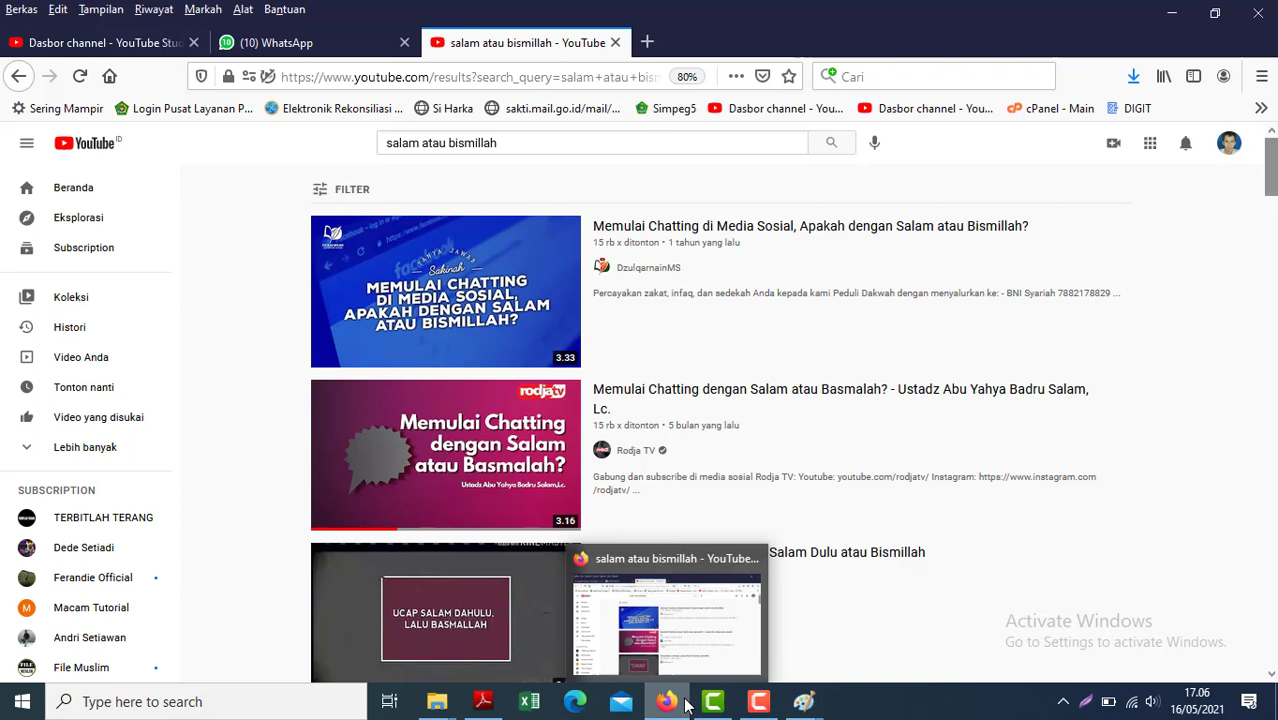 Berkas Edit Tampilan Riwayat Markah Alat Bantuan
Dasbor channel - YouTube Stu
(10) WhatsApp
salam atau bismillah - YouTube
https://www.youtube.com/results?search_query=salam+atau+bism
80%
Cari
Sering Mampir
Login Pusat Layanan P...
Elektronik Rekonsiliasi ...
Si Harka
sakti.mail.go.id/mail/...
Simpeg5
Dasbor channel - You...
Dasbor channel - You...
cPanel - Main
DIGIT
YouTube ID
salam atau bismillah
Beranda
Eksplorasi
Subscription
Koleksi
Histori
Video Anda
Tonton nanti
Video yang disukai
Lebih banyak
SUBSCRIPTION
TERBITLAH TERANG
Dede Setiadi
Ferandie Official
Macam Tutorial
Andri Setiawan
File Muslim
FILTER
TANYA JAWAB
Sakinah
MEMULAI CHATTING
DI MEDIA SOSIAL,
APAKAH DENGAN SALAM
ATAU BISMILLAH?
3.33
Memulai Chatting di Media Sosial, Apakah dengan Salam atau Bismillah?
15 rb x ditonton • 1 tahun yang lalu
DzulqarnainMS
Percayakan zakat, infaq, dan sedekah Anda kepada kami Peduli Dakwah dengan menyalurkan ke: - BNI Syariah 7882178829 ...
rodjatv
Memulai Chatting
dengan Salam
atau Basmalah?
Ustadz Abu Yahya Badru Salam, Lc.
3.16
Memulai Chatting dengan Salam atau Basmalah? - Ustadz Abu Yahya Badru Salam,
Lc.
15 rb x ditonton • 5 bulan yang lalu
Rodja TV
Gabung dan subscribe di media sosial Rodja TV: Youtube: youtube.com/rodjatv/ Instagram: https://www.instagram.com
/rodjatv/ ...
UCAP SALAM DAHULU,
LALU BASMALLAH
Salam Dulu atau Bismillah
salam atau bismillah - YouTube...
Activate Windows
Go to Settings to activate Windows.
Type here to search
17.06
16/05/2021